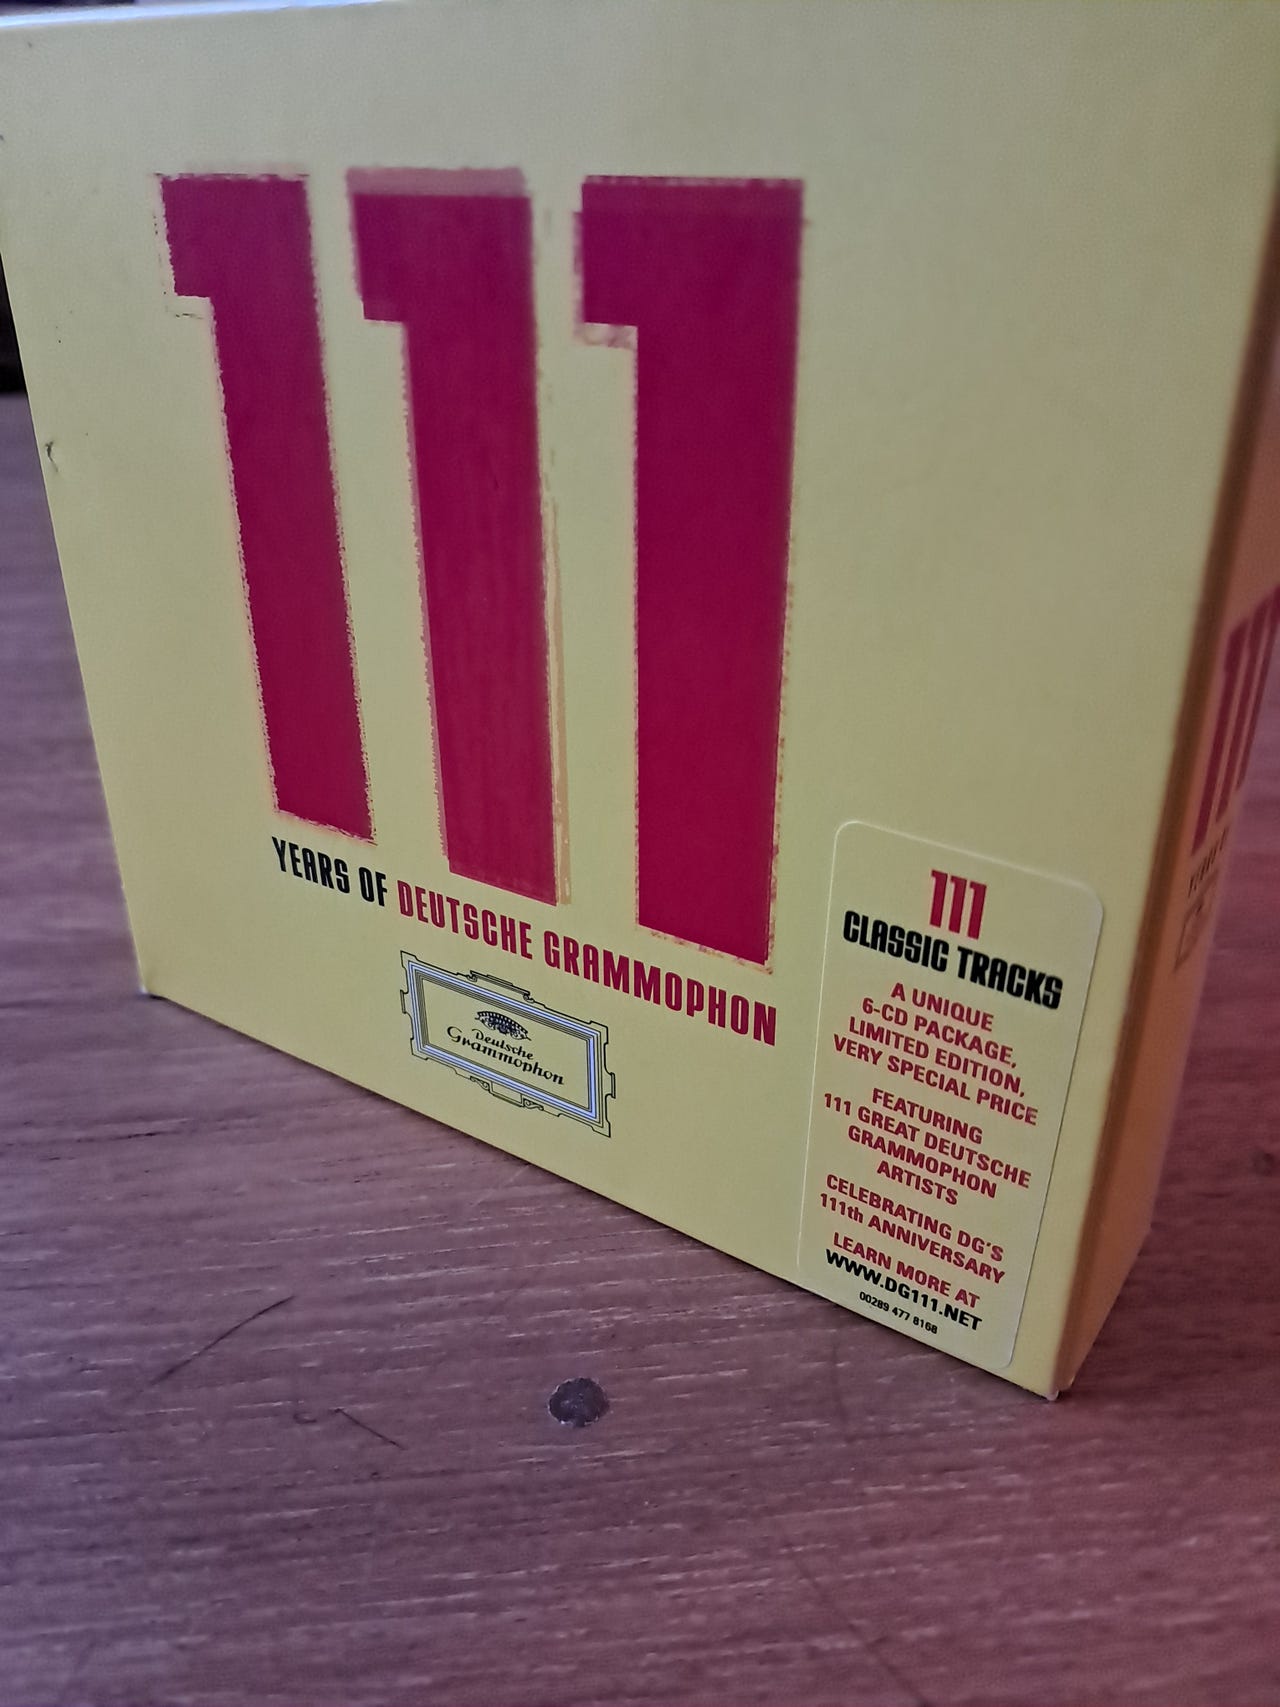 111
YEARS OF DEUTSCHE GRAMMOPHON
Deutsche
Grammophon
111
CLASSIC TRACKS
A UNIQUE
6-CD PACKAGE,
LIMITED EDITION,
VERY SPECIAL PRICE
FEATURING
111 GREAT DEUTSCHE
GRAMMOPHON
ARTISTS
CELEBRATING DG'S
111th ANNIVERSARY
LEARN MORE AT
WWW.DG111.NET
00289 477 8168
111